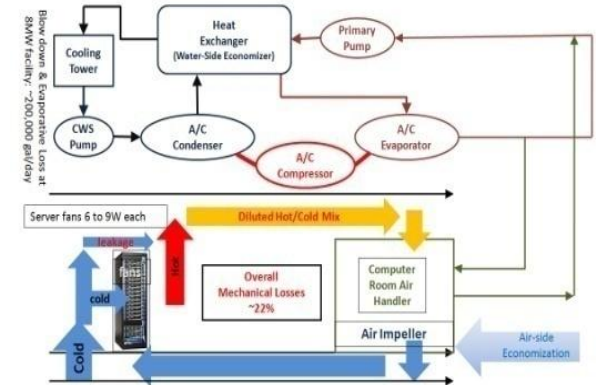 Blow down & Evaporative Loss at
8MW facility: ~200,000 gal/day
Cooling
Tower
CWS
Pump
Heat
Exchanger
(Water-Side Economizer)
Primary
Pump
A/C
Condenser
A/C
Compressor
A/C
Evaporator
Server fans 6 to 9W each
Diluted Hot/Cold Mix
leakage
fans
cold
Hot
Cold
Overall
Mechanical Losses
~22%
Computer
Room Air
Handler
Air Impeller
Air-side
Economization